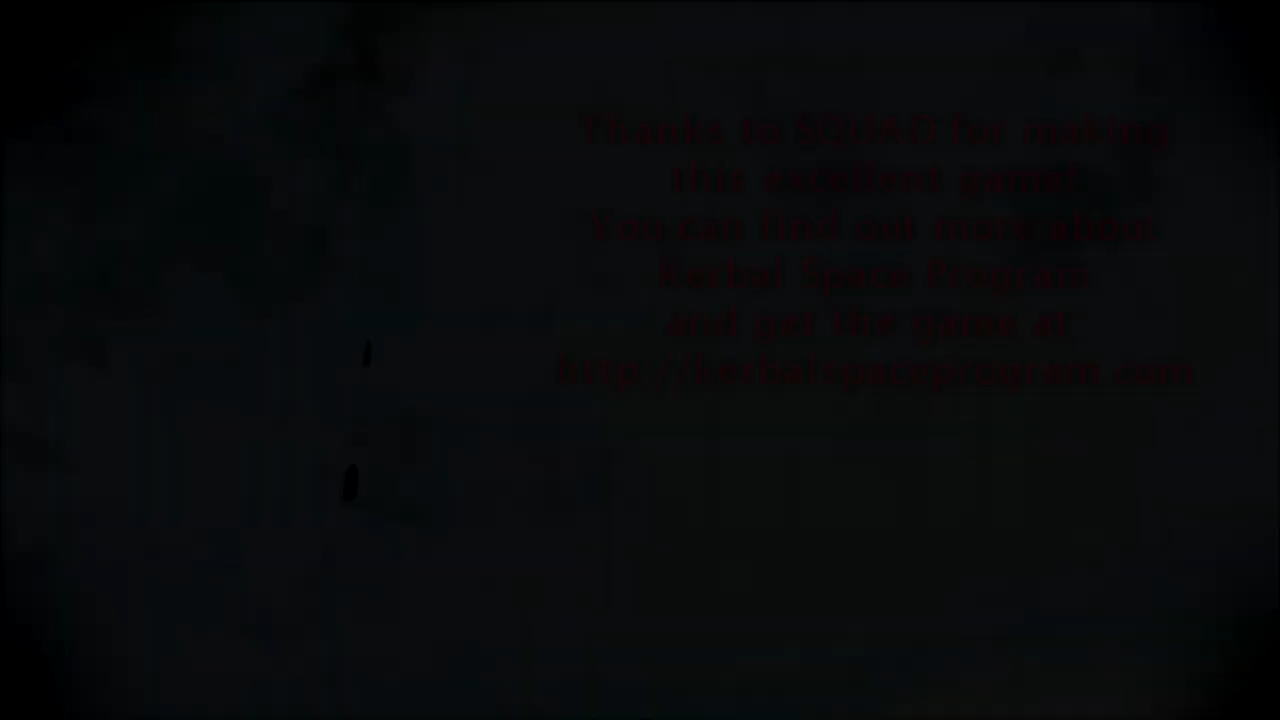 Thanks to SQUAD for making
this excellent game!
You can find out more about
Kerbal Space Program
and get the game at
http://kerbalspaceprogram.com